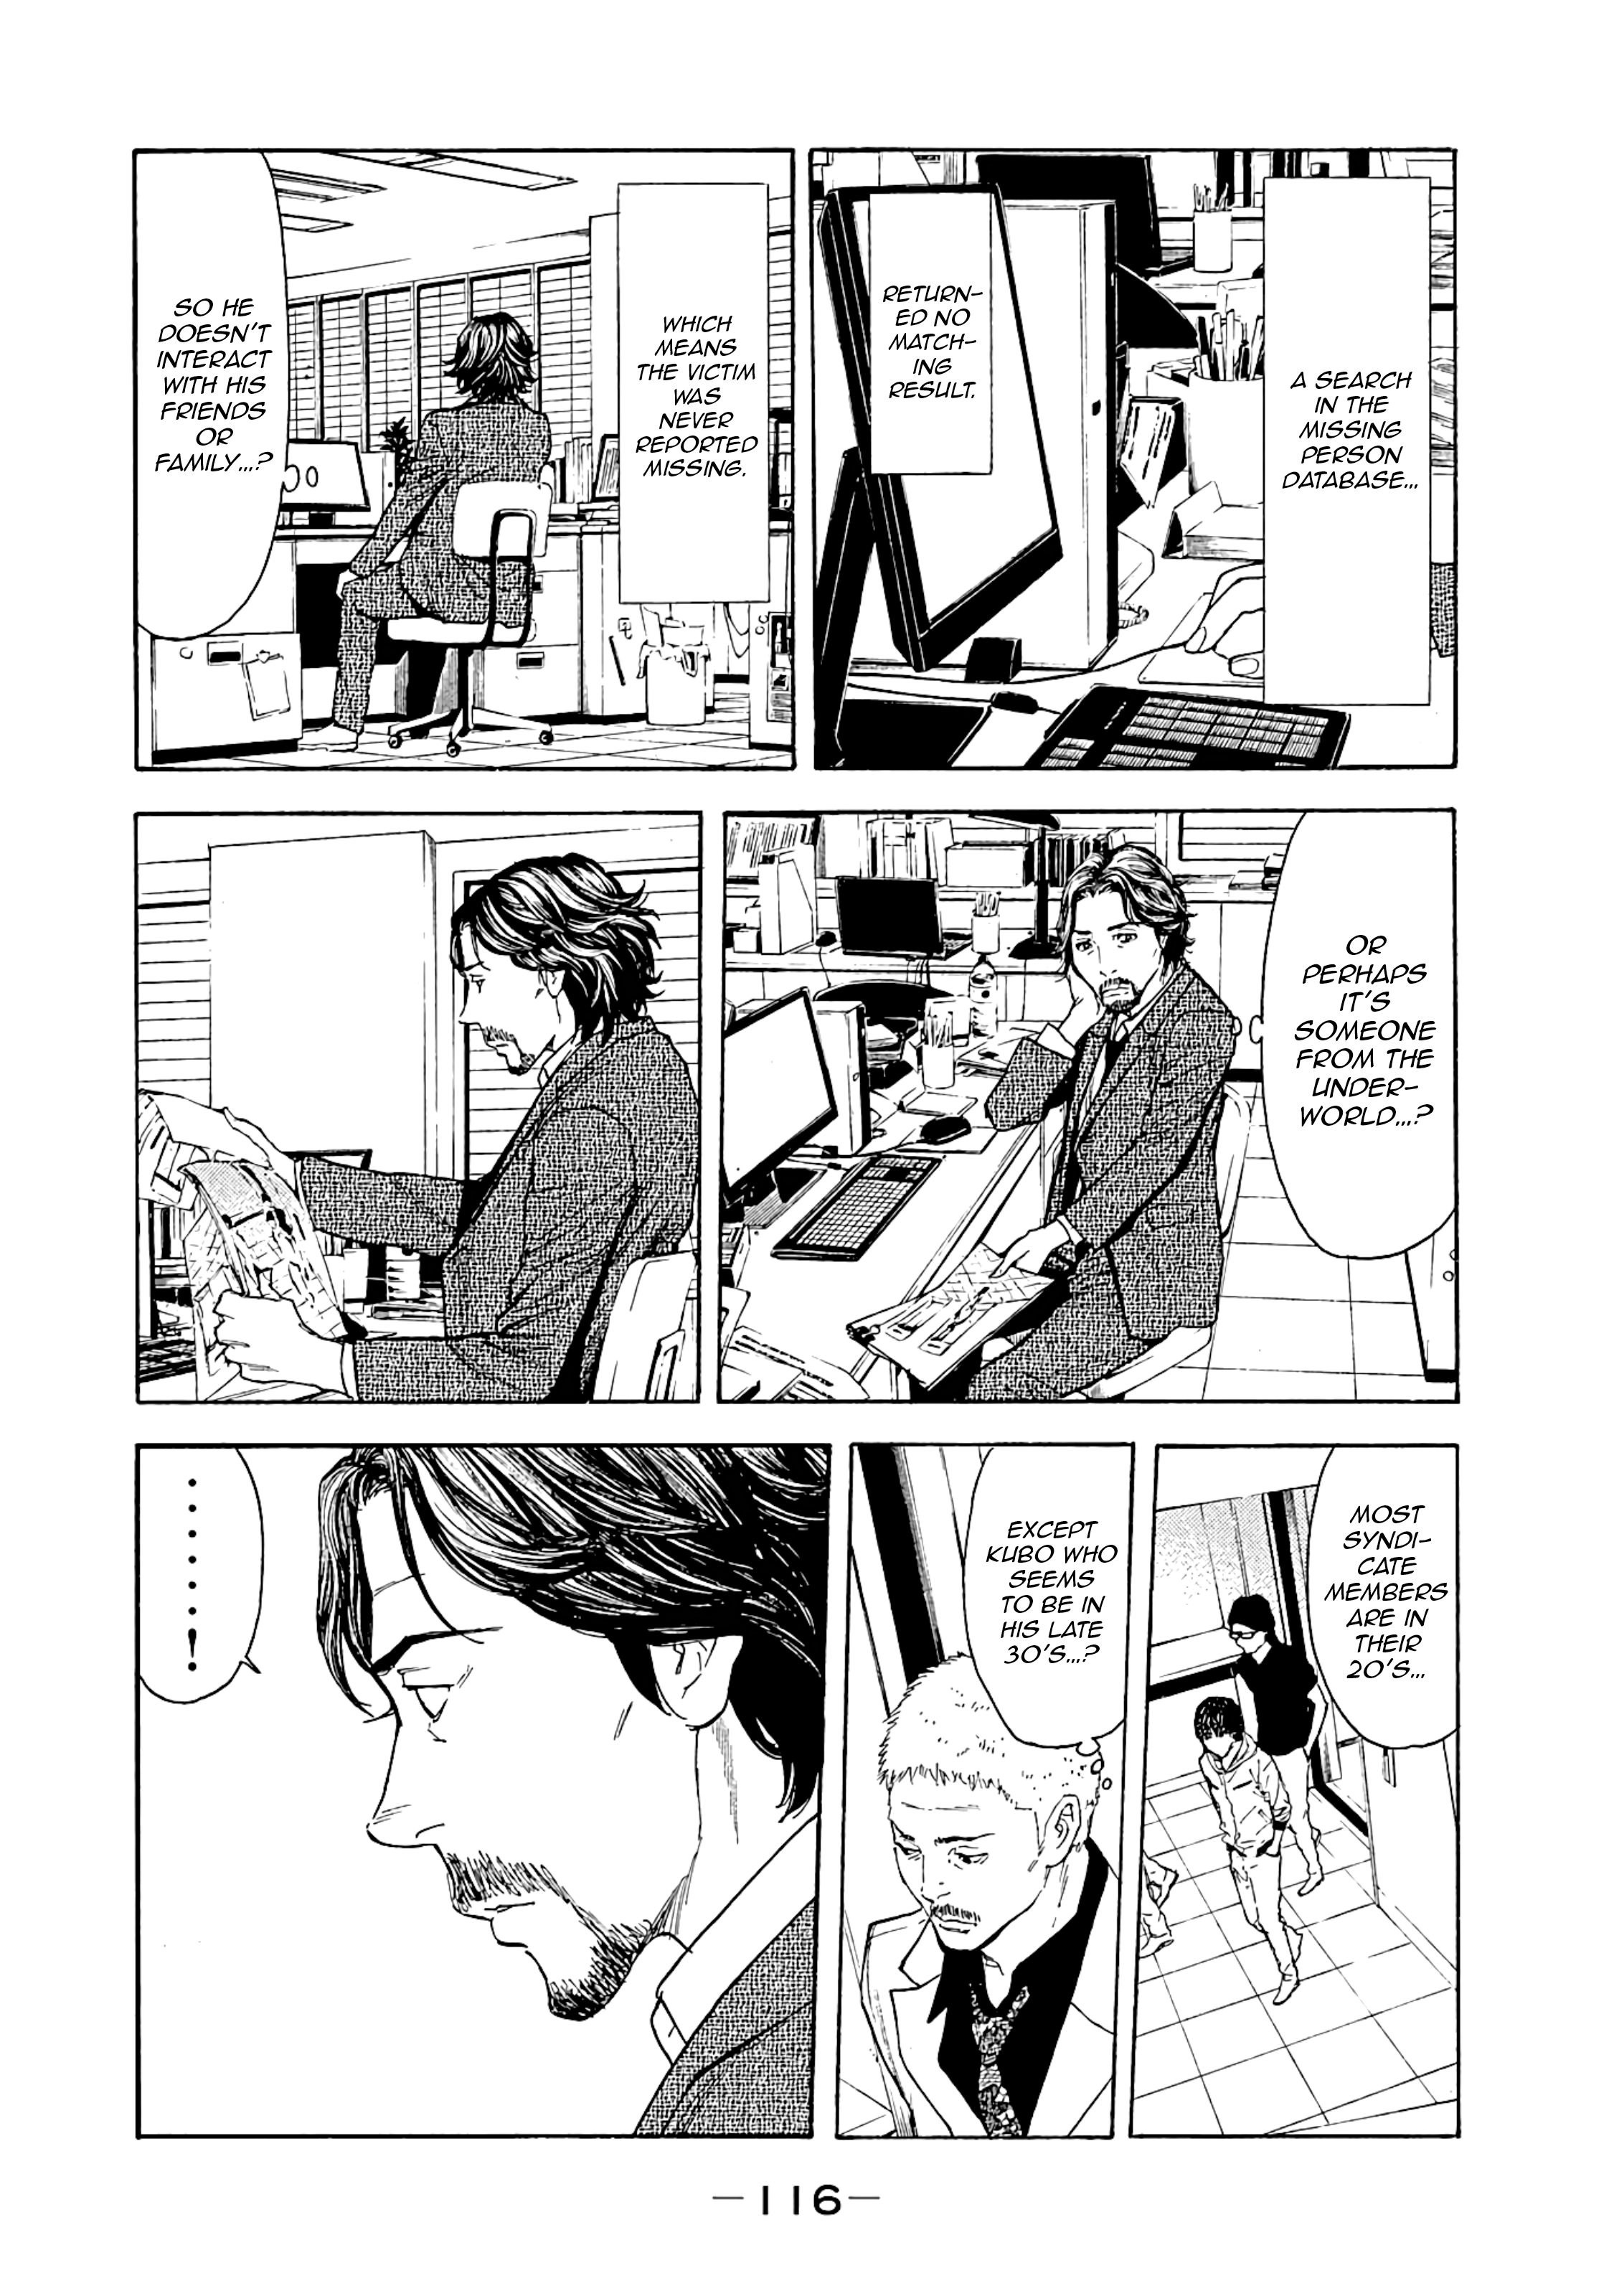 A SEARCH
IN THE
MISSING
PERSON
DATABASE...
RETURN-
ED NO
MATCH-
ING
RESULT.
WHICH
MEANS
THE VICTIM
WAS
NEVER
REPORTED
MISSING.
SO HE
DOESN'T
INTERACT
WITH HIS
FRIENDS
OR
FAMILY...?
OR
PERHAPS
IT'S
SOMEONE
FROM THE
UNDER-
WORLD...?
MOST
SYNDI-
CATE
MEMBERS
ARE IN
THEIR
20'S...
EXCEPT
KUBO WHO
SEEMS
TO BE IN
HIS LATE
30'S...?
........!
—116—